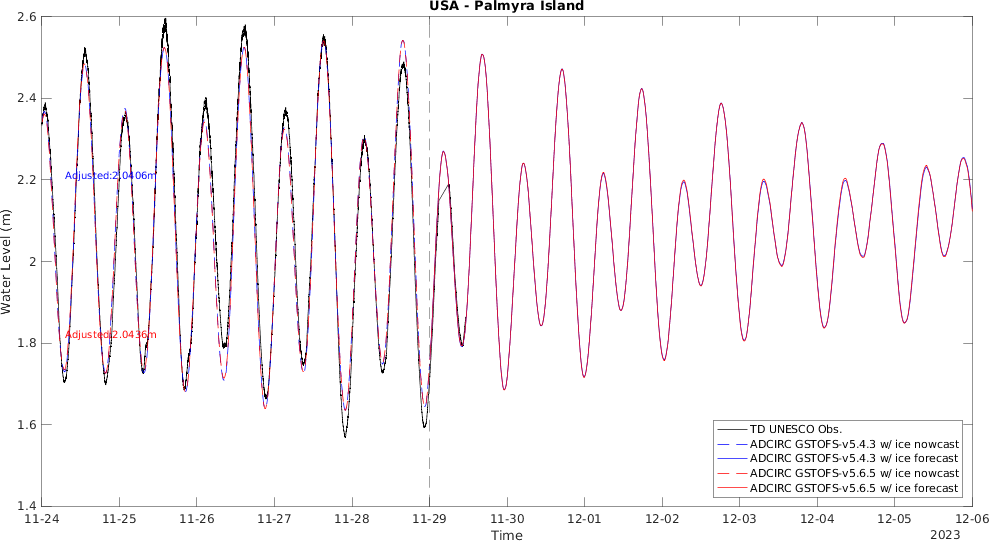 USA - Palmyra Island
2.6
2.4
2.2
2
1.8
1.6
1.4
Water Level (m)
Adjusted:2.0406m
Adjusted:2.0436m
TD UNESCO Obs.
ADCIRC GSTOFS-v5.4.3 w/ ice nowcast
ADCIRC GSTOFS-v5.4.3 w/ ice forecast
ADCIRC GSTOFS-v5.6.5 w/ ice nowcast
ADCIRC GSTOFS-v5.6.5 w/ ice forecast
11-24 11-25 11-26 11-27 11-28 11-29 11-30 12-01 12-02 12-03 12-04 12-05 12-06
Time
2023